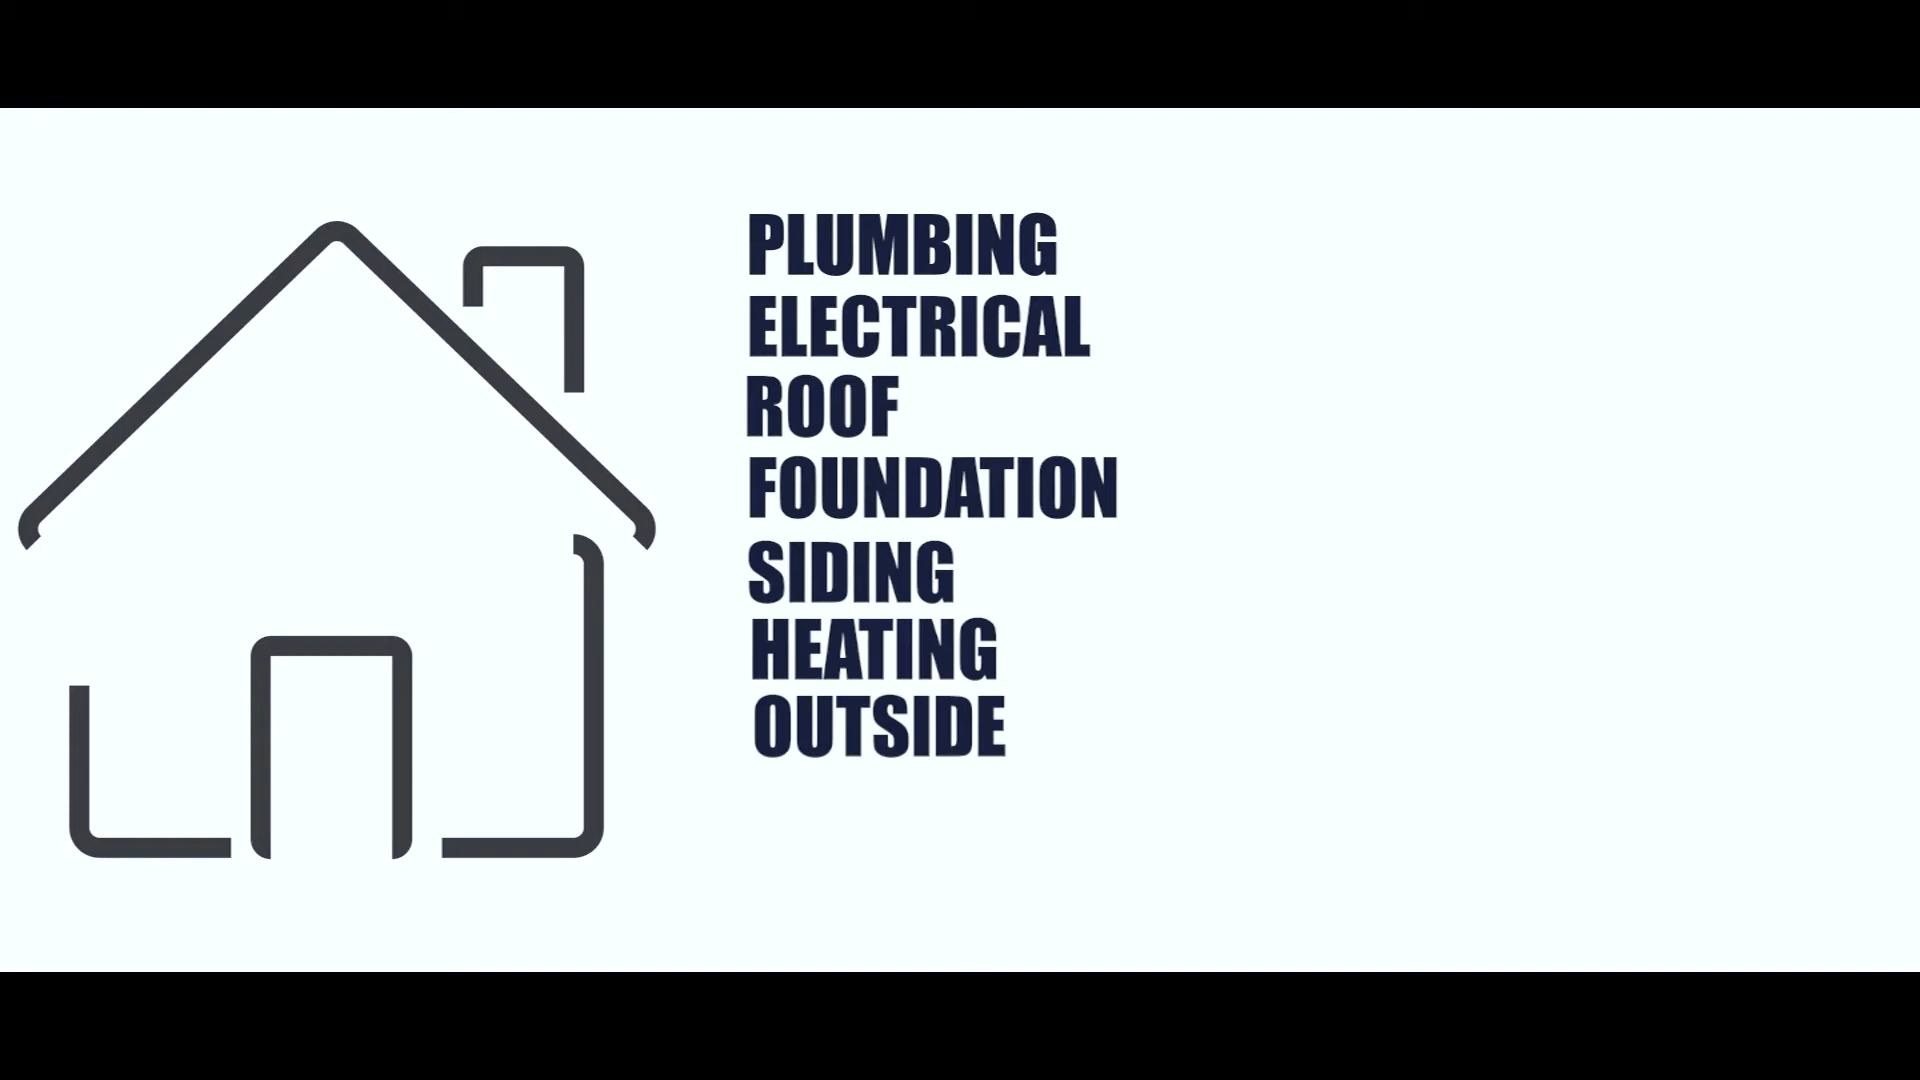 PLUMBING
ELECTRICAL
ROOF
FOUNDATION
SIDING
HEATING
OUTSIDE